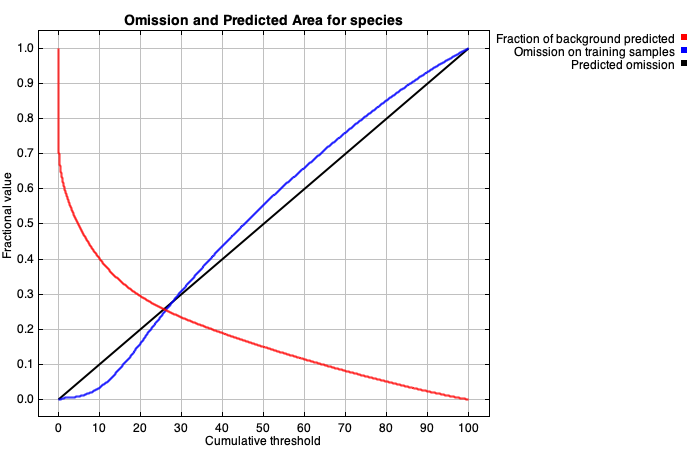 Omission and Predicted Area for species
Fraction of background predicted
Omission on training samples
Predicted omission
Fractional value
1.0
0.9
0.8
0.7
0.6
0.5
0.4
0.3
0.2
0.1
0.0
0 10 20 30 40 50 60 70 80 90 100
Cumulative threshold